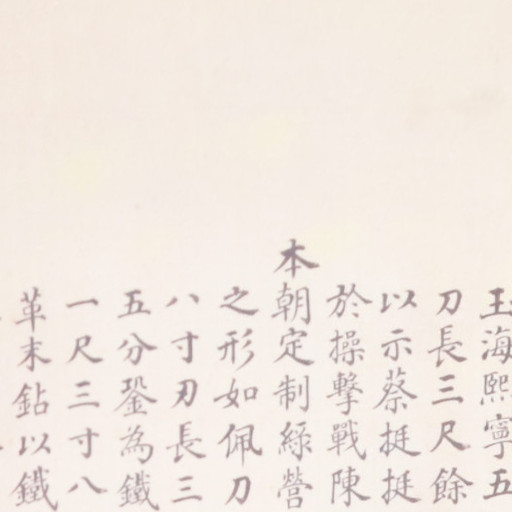 玉海熙寧五
刀長三尺餘
以示蔡挺挺
於操擊戰陳
本朝定制綠營
之形如佩刀
八寸刃長三
五分銎為鐵
一尺三寸八
革末鉆以鐵